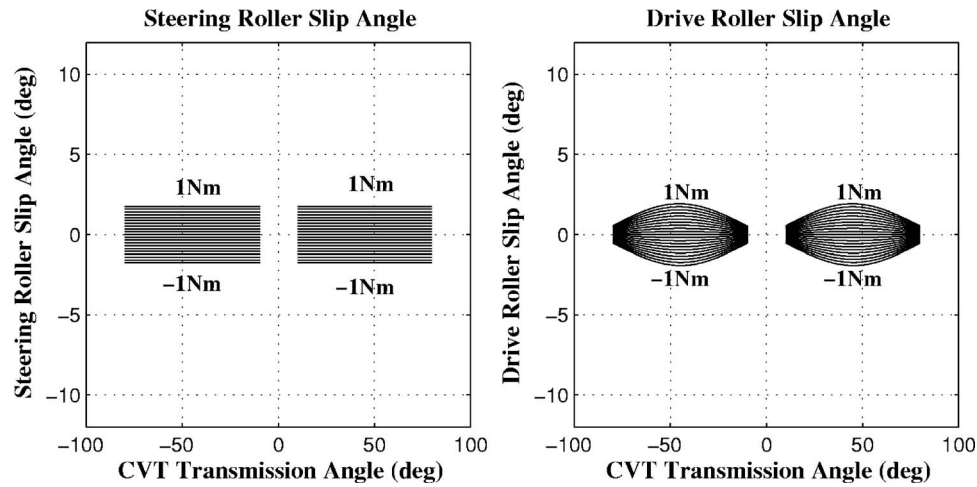 Steering Roller Slip Angle
Steering Roller Slip Angle (deg)
10
5
0
−5
−10
1Nm
1Nm
−1Nm
−1Nm
−100
−50
0
50
100
CVT Transmission Angle (deg)
Drive Roller Slip Angle
Drive Roller Slip Angle (deg)
10
5
0
−5
−10
1Nm
1Nm
−1Nm
−1Nm
−100
−50
0
50
100
CVT Transmission Angle (deg)